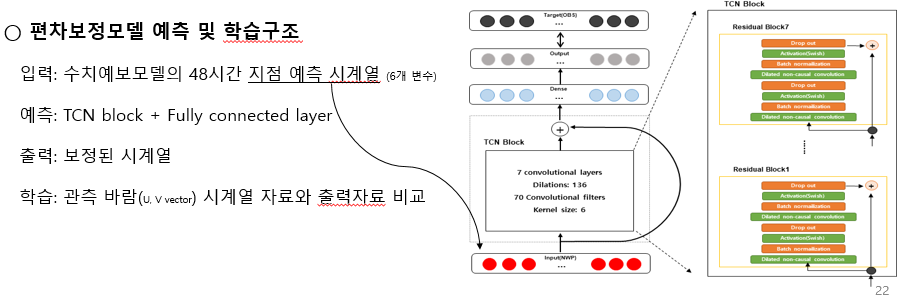 ○ 편차보정모델 예측 및 학습구조
입력: 수치예보모델의 48시간 지점 예측 시계열 (6개 변수)
예측: TCN block + Fully connected layer
출력: 보정된 시계열
학습: 관측 바람(U, V vector) 시계열 자료와 출력자료 비교
Target(OBS)
...
Output
...
Dense
...
+
TCN Block
7 convolutional layers
Dilations: 136
70 Convolutional filters
Kernel size: 6
Input(NWP)
...
TCN Block
Residual Block7
Drop out
+
Activation(Swish)
Batch normalization
Dilated non-causal convolution
Drop out
Activation(Swish)
Batch normalization
Dilated non-causal convolution
Residual Block1
Drop out
+
Activation(Swish)
Batch normalization
Dilated non-causal convolution
Drop out
Activation(Swish)
Batch normalization
Dilated non-causal convolution
22